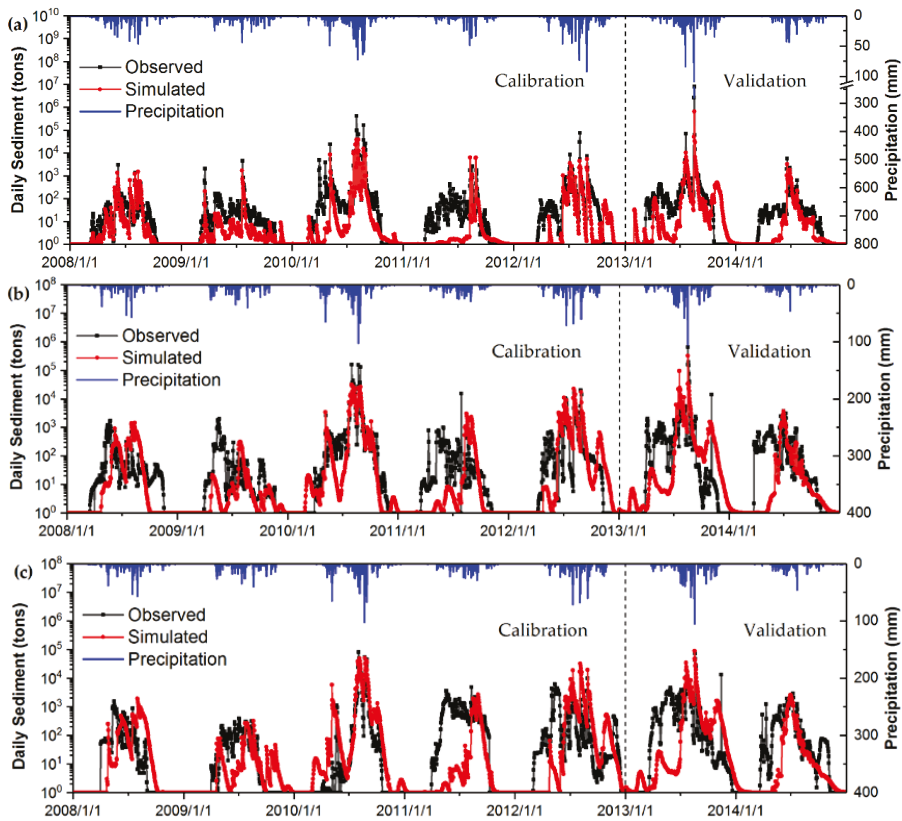 (a)
Daily Sediment (tons)
10^10
10^9
10^8
10^7
10^6
10^5
10^4
10^3
10^2
10^1
10^0
Observed
Simulated
Precipitation
Calibration
Validation
0
50
100
300
400
500
600
700
800
Precipitation (mm)
2008/1/1 2009/1/1 2010/1/1 2011/1/1 2012/1/1 2013/1/1 2014/1/1
(b)
Daily Sediment (tons)
10^8
10^7
10^6
10^5
10^4
10^3
10^2
10^1
10^0
Observed
Simulated
Precipitation
Calibration
Validation
0
100
200
300
400
Precipitation (mm)
2008/1/1 2009/1/1 2010/1/1 2011/1/1 2012/1/1 2013/1/1 2014/1/1
(c)
Daily Sediment (tons)
10^8
10^7
10^6
10^5
10^4
10^3
10^2
10^1
10^0
Observed
Simulated
Precipitation
Calibration
Validation
0
100
200
300
400
Precipitation (mm)
2008/1/1 2009/1/1 2010/1/1 2011/1/1 2012/1/1 2013/1/1 2014/1/1